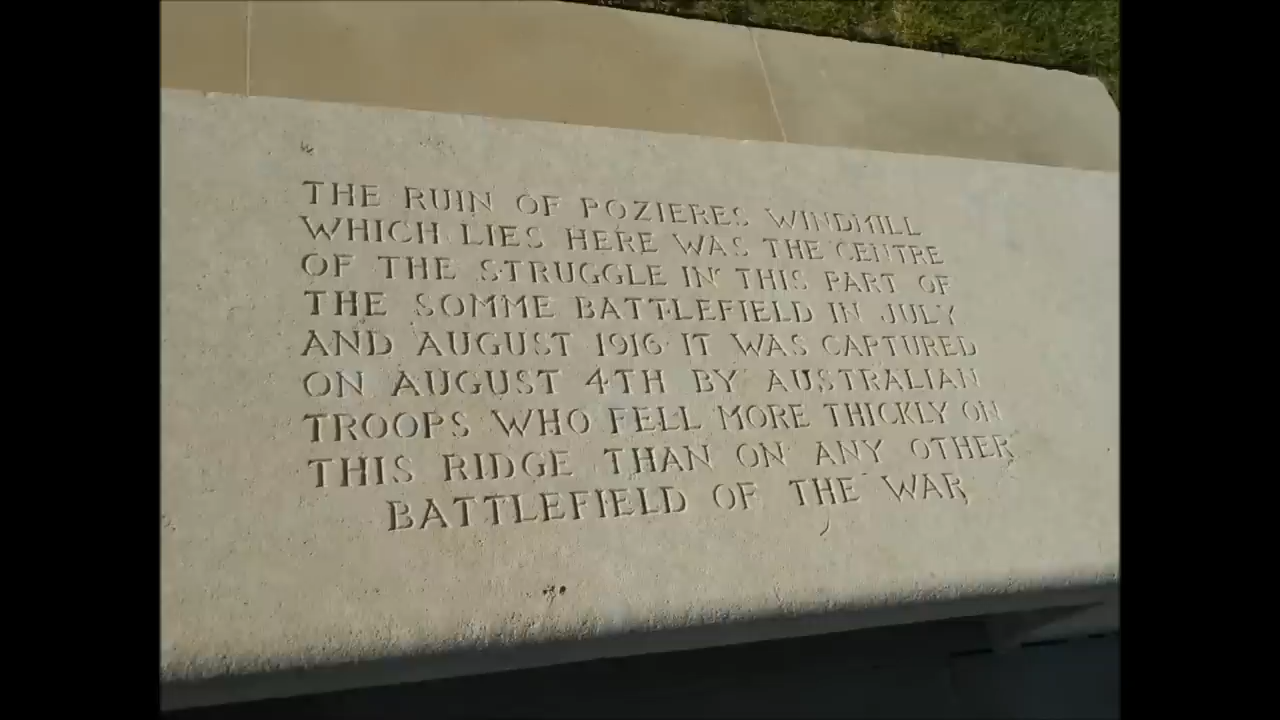 THE RUIN OF POZIERES WINDMILL
WHICH LIES HERE WAS THE CENTRE
OF THE STRUGGLE IN THIS PART OF
THE SOMME BATTLEFIELD IN JULY
AND AUGUST 1916 IT WAS CAPTURED
ON AUGUST 4TH BY AUSTRALIAN
TROOPS WHO FELL MORE THICKLY ON
THIS RIDGE THAN ON ANY OTHER
BATTLEFIELD OF THE WAR